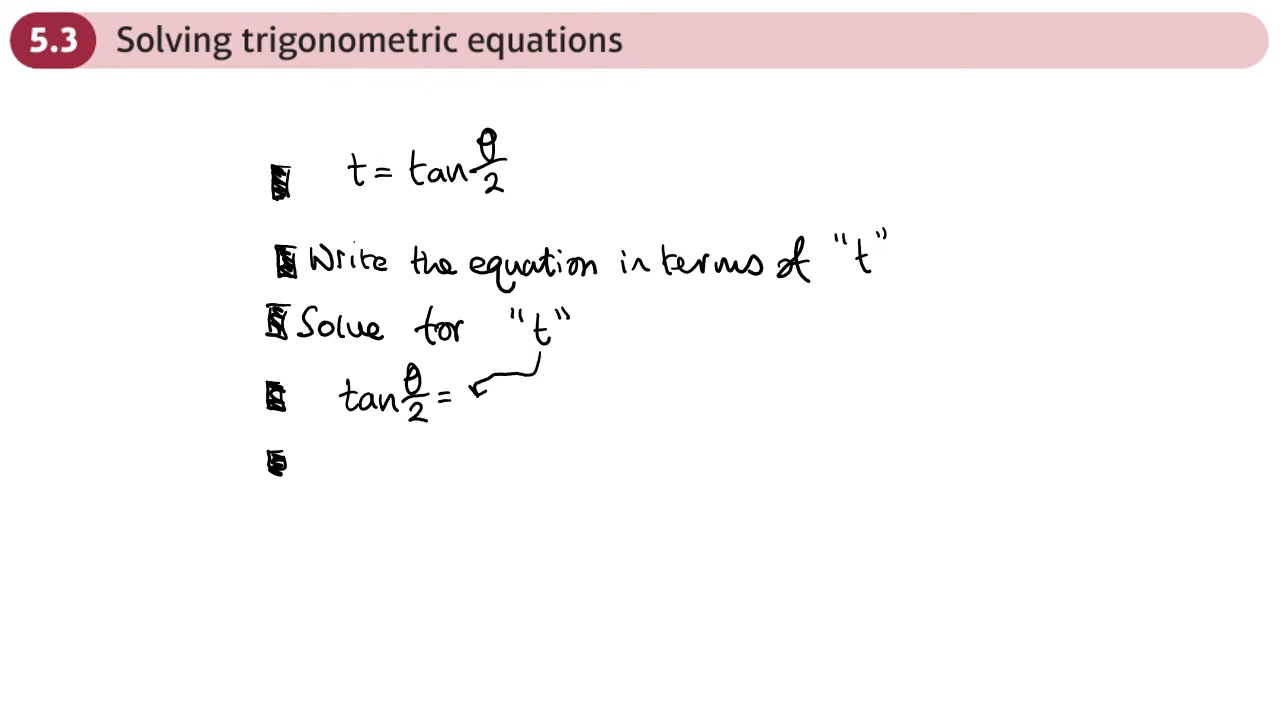 5.3 Solving trigonometric equations
t = tan θ/2
Write the equation in terms of "t"
Solve for "t"
tan θ/2 =